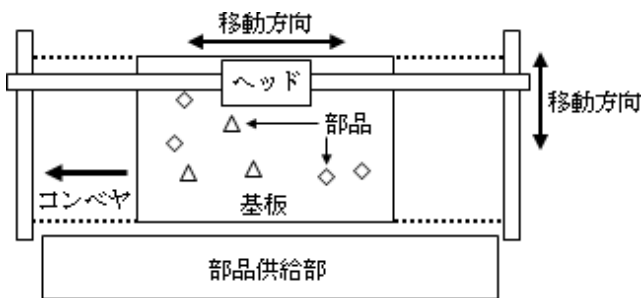 移動方向
ヘッド
移動方向
部品
コンベヤ
基板
部品供給部